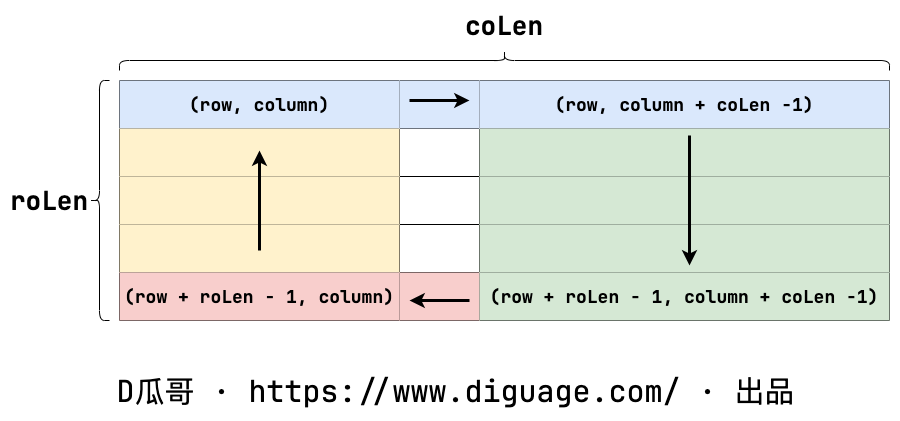 coLen
(row, column)
(row, column + coLen -1)
roLen
(row + roLen - 1, column)
(row + roLen - 1, column + coLen -1)
D瓜哥 · https://www.diguage.com/ · 出品